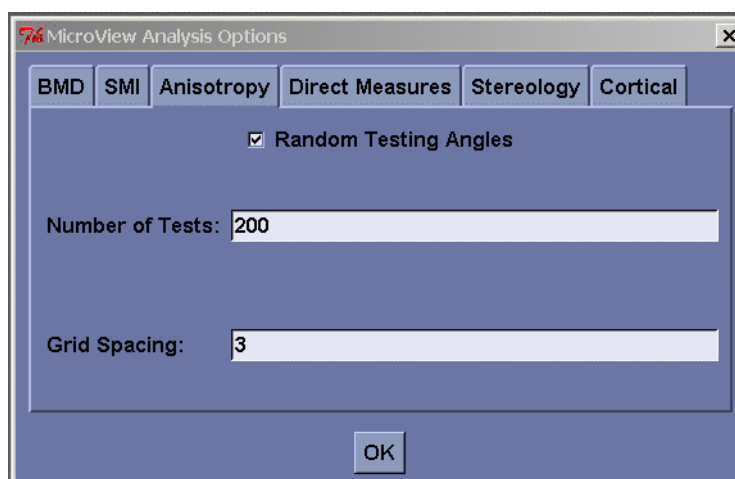 MicroView Analysis Options
BMD SMI Anisotropy Direct Measures Stereology Cortical
Random Testing Angles
Number of Tests: 200
Grid Spacing: 3
OK